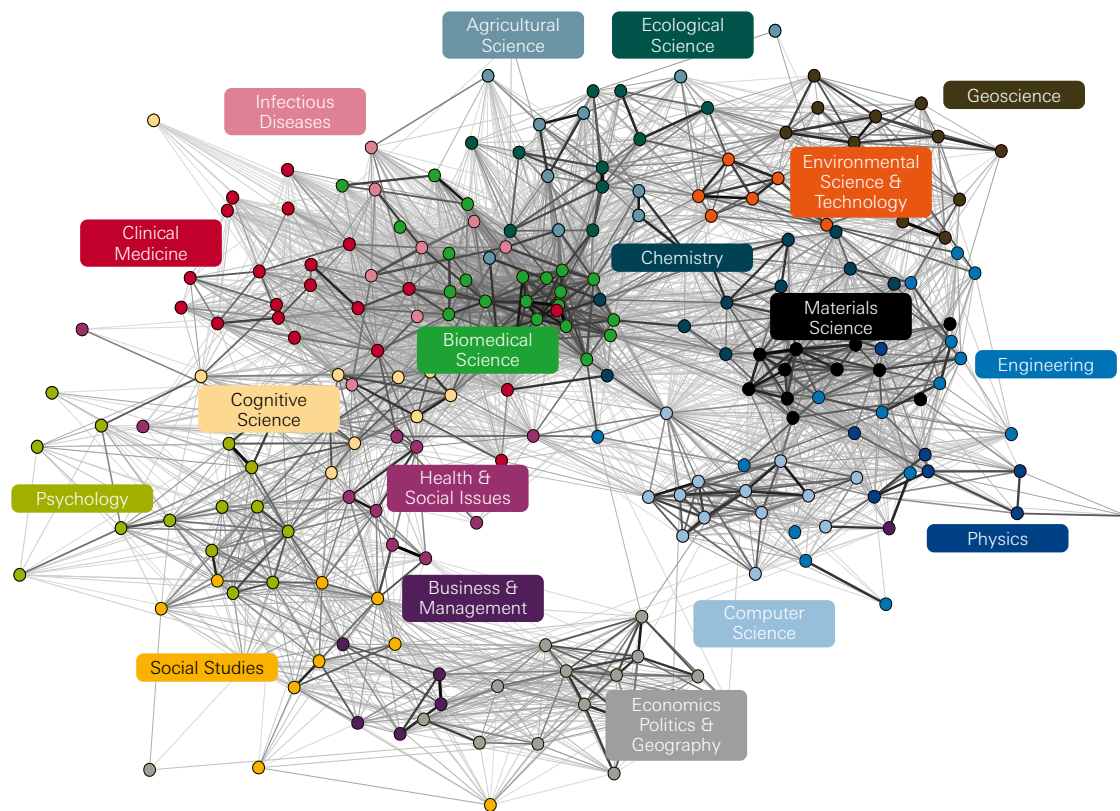 Agricultural
Science
Ecological
Science
Geoscience
Infectious
Diseases
Environmental
Science &
Technology
Clinical
Medicine
Chemistry
Materials
Science
Biomedical
Science
Engineering
Cognitive
Science
Health &
Social Issues
Psychology
Physics
Business &
Management
Computer
Science
Social Studies
Economics
Politics &
Geography